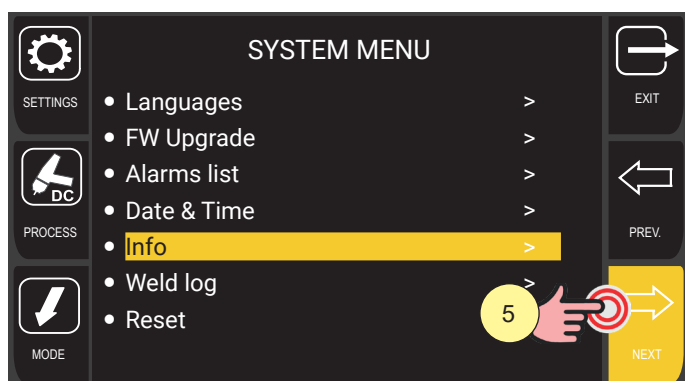 SYSTEM MENU
SETTINGS
EXIT
• Languages >
• FW Upgrade >
• Alarms list >
DC
• Date & Time >
PROCESS
PREV.
• Info >
• Weld log >
5
• Reset
MODE
NEXT